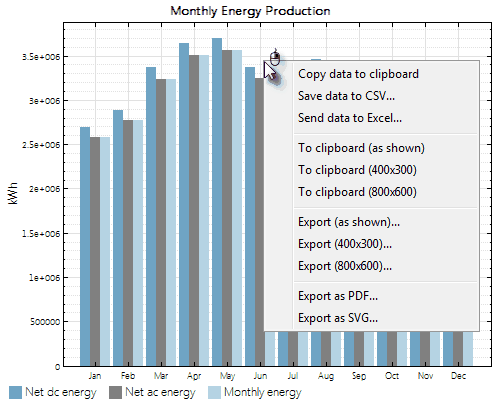 Monthly Energy Production
3.5e+006
3e+006
2.5e+006
2e+006
1.5e+006
1e+006
500000
0
kWh
Copy data to clipboard
Save data to CSV...
Send data to Excel...
To clipboard (as shown)
To clipboard (400x300)
To clipboard (800x600)
Export (as shown)...
Export (400x300)...
Export (800x600)...
Export as PDF...
Export as SVG...
Jan Feb Mar Apr May Jun Jul Aug Sep Oct Nov Dec
Net dc energy Net ac energy Monthly energy